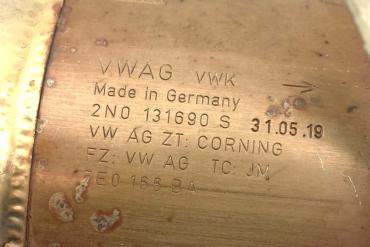 VWAG VWK →
Made in Germany
2N0 131690 S 31.05.19
VW AG ZT: CORNING
FZ: VW AG TC: JM
BA